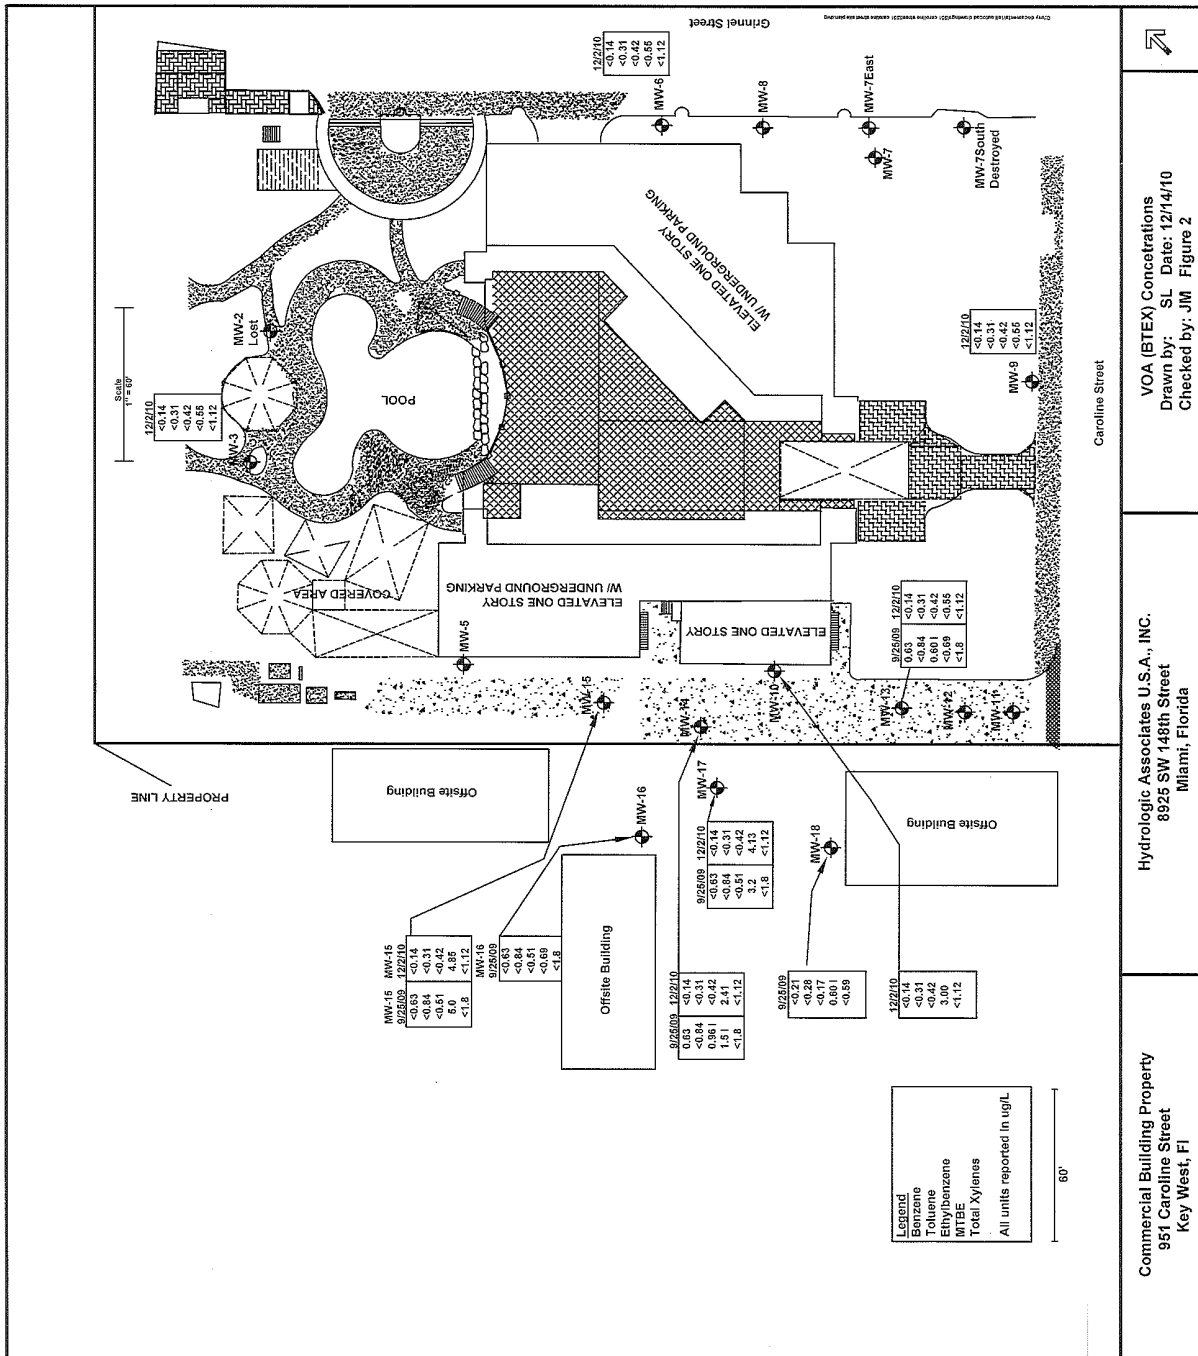 Grinnel Street
12/2/10
<0.14
<0.31
<0.42
<0.55
<1.12
MW-6
MW-8
MW-7East
MW-7
MW-7South
Destroyed
MW-2
Lost
Scale
1" = 60'
12/2/10
<0.14
<0.31
<0.42
<0.55
<1.12
MW-3
POOL
ELEVATED ONE STORY
W/ UNDERGROUND PARKING
12/2/10
<0.14
<0.31
<0.42
<0.55
<1.12
MW-9
Caroline Street
COVERED AREA
ELEVATED ONE STORY
W/ UNDERGROUND PARKING
ELEVATED ONE STORY
MW-5
MW-15
MW-14
MW-10
9/25/09 12/2/10
0.63 <0.14
<0.84 <0.31
0.60 I <0.42
<0.69 <0.55
<1.8 <1.12
MW-13
MW-12
MW-11
PROPERTY LINE
Offsite Building
MW-16
MW-17
9/25/09 12/2/10
<0.63 <0.14
<0.84 <0.31
<0.51 <0.42
3.2 4.13
<1.8 <1.12
MW-18
Offsite Building
MW-15 MW-15
9/25/09 12/2/10
<0.63 <0.14
<0.84 <0.31
<0.51 <0.42
5.0 4.85
<1.8 <1.12
MW-16
9/25/09
<0.63
<0.84
<0.51
<0.69
<1.8
Offsite Building
9/25/09 12/2/10
0.63 <0.14
<0.84 <0.31
0.96 I <0.42
1.5 I 2.41
<1.8 <1.12
9/25/09
<0.21
<0.28
<0.17
0.60 I
<0.59
12/2/10
<0.14
<0.31
<0.42
3.00
<1.12
Legend
Benzene
Toluene
Ethylbenzene
MTBE
Total Xylenes
All units reported in ug/L
60'
Commercial Building Property
951 Caroline Street
Key West, Fl
Hydrologic Associates U.S.A., INC.
8925 SW 148th Street
Miami, Florida
VOA (BTEX) Concetrations
Drawn by: SL Date: 12/14/10
Checked by: JM Figure 2